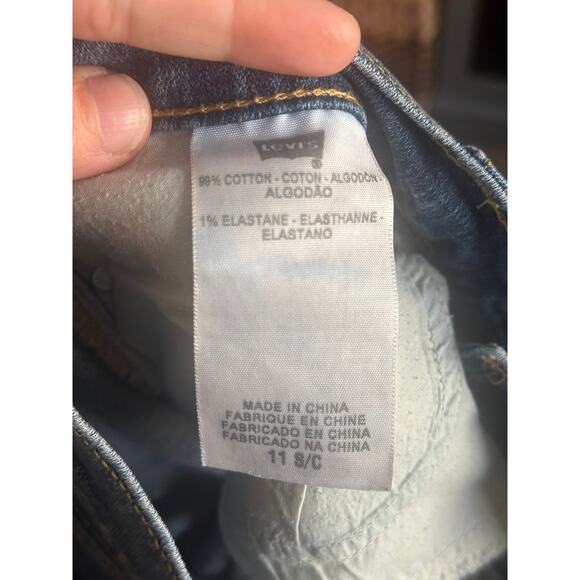 Levi's
®
99% COTTON - COTON - ALGODÓN -
ALGODÃO
1% ELASTANE - ELASTHANNE -
ELASTANO
MADE IN CHINA
FABRIQUE EN CHINE
FABRICADO EN CHINA
FABRICADO NA CHINA
11 S/C